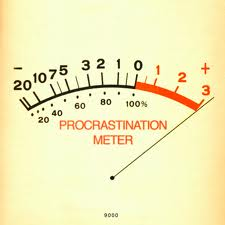 - +
20 10 7 5 3 2 1 0 1 2 3
20 40 60 80 100%
PROCRASTINATION
METER
9000